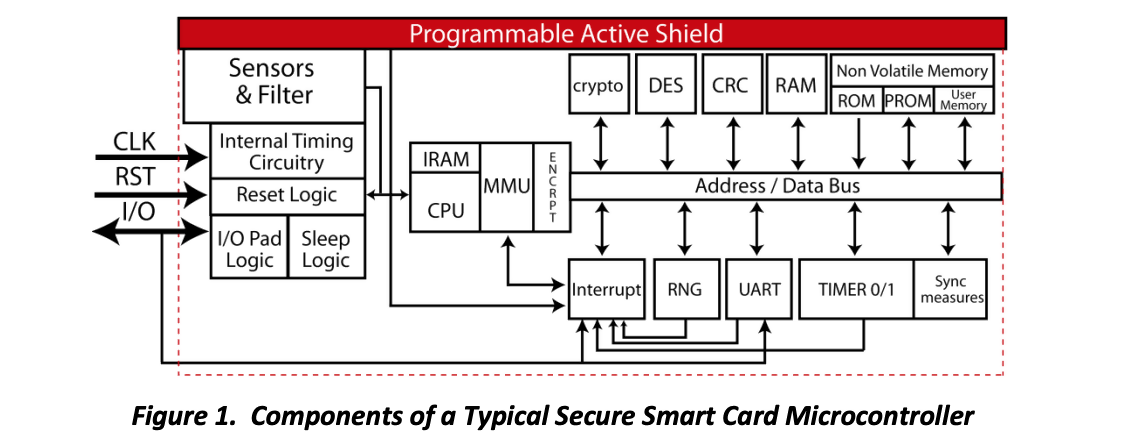 Programmable Active Shield
Sensors
& Filter
CLK
RST
I/O
Internal Timing
Circuitry
Reset Logic
I/O Pad
Logic
Sleep
Logic
IRAM
CPU
MMU
ENCRPT
crypto
DES
CRC
RAM
Non Volatile Memory
ROM
PROM
User
Memory
Address / Data Bus
Interrupt
RNG
UART
TIMER 0/1
Sync
measures
Figure 1. Components of a Typical Secure Smart Card Microcontroller